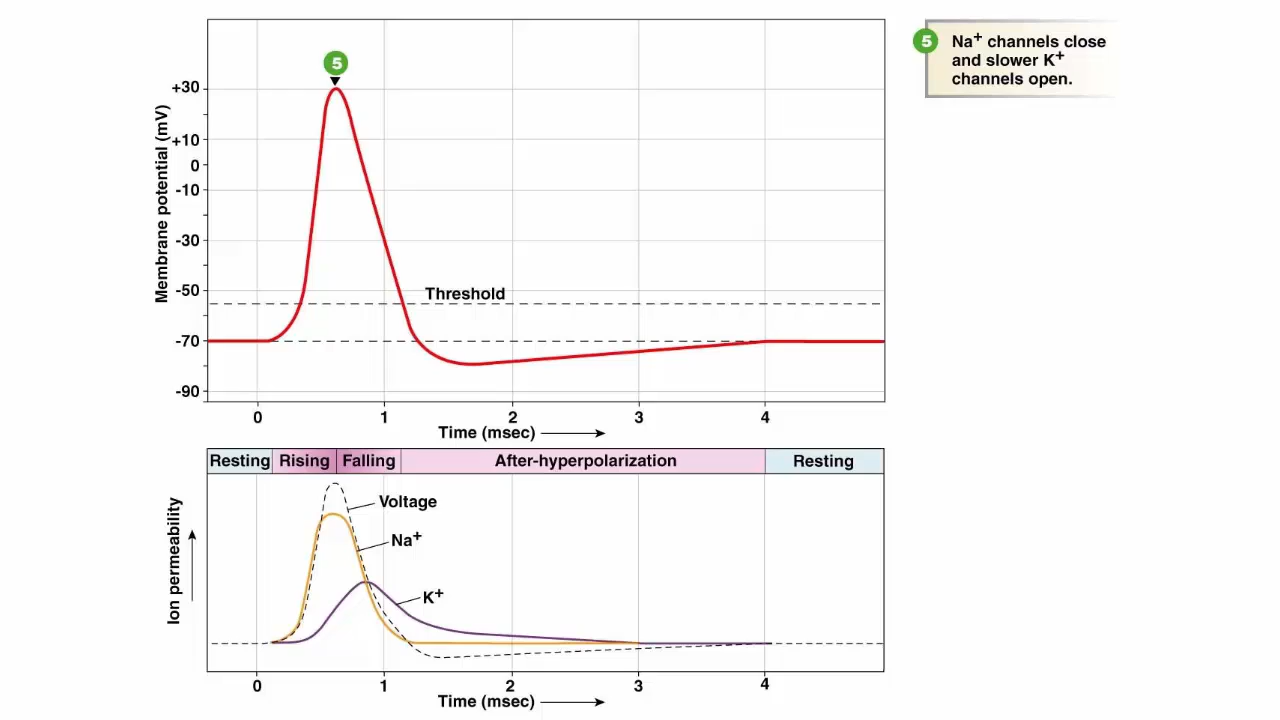 5
5 Na+ channels close
and slower K+
channels open.
Membrane potential (mV)
+30
+10
0
-10
-30
-50
-70
-90
Threshold
0 1 2 3 4
Time (msec)
Resting Rising Falling After-hyperpolarization Resting
Ion permeability
Voltage
Na+
K+
0 1 2 3 4
Time (msec)